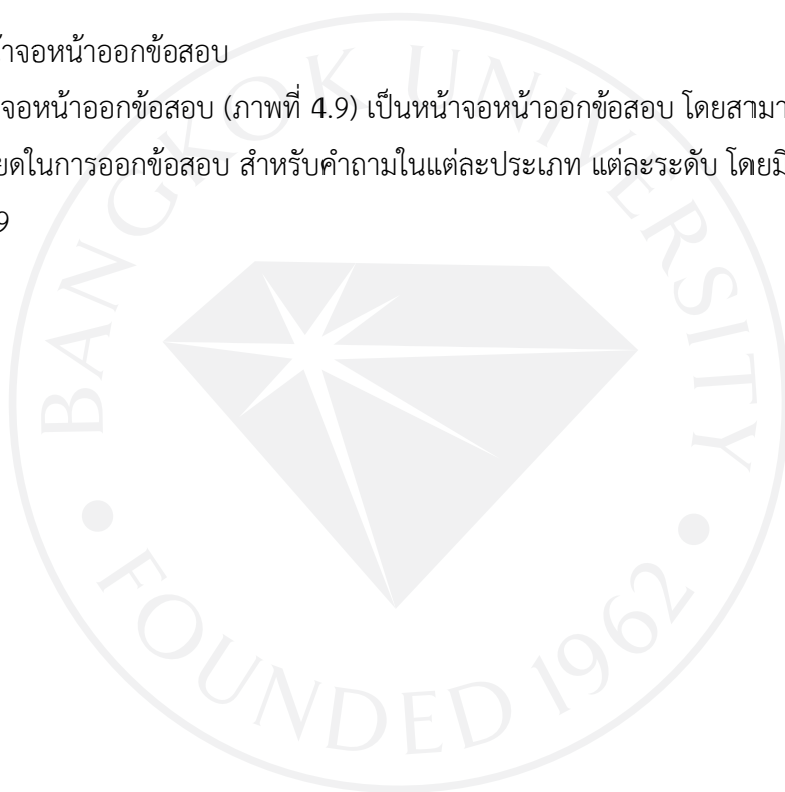 ้าจอหน้าออกข้อสอบ
จอหน้าออกข้อสอบ (ภาพที่ 4.9) เป็นหน้าจอหน้าออกข้อสอบ โดยสามา
ยดในการออกข้อสอบ สำหรับคำถามในแต่ละประเภท แต่ละระดับ โดยมี
9
BANGKOK UNIVERSITY
FOUNDED 1962